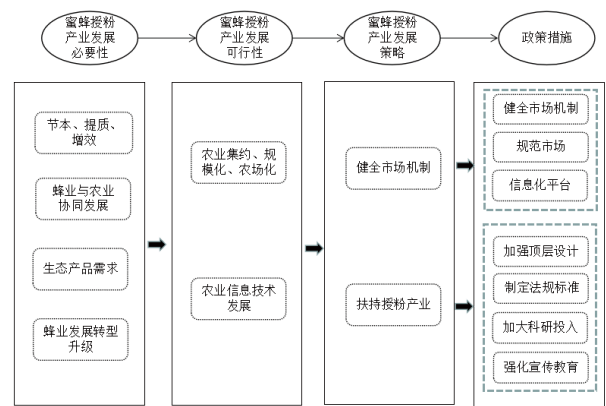 蜜蜂授粉
产业发展
必要性
蜜蜂授粉
产业发展
可行性
蜜蜂授粉
产业发展
策略
政策措施
节本、提质、
增效
蜂业与农业
协同发展
生态产品需求
蜂业发展转型
升级
农业集约、规
模化、农场化
农业信息技术
发展
健全市场机制
扶持授粉产业
健全市场机制
规范市场
信息化平台
加强顶层设计
制定法规标准
加大科研投入
强化宣传教育